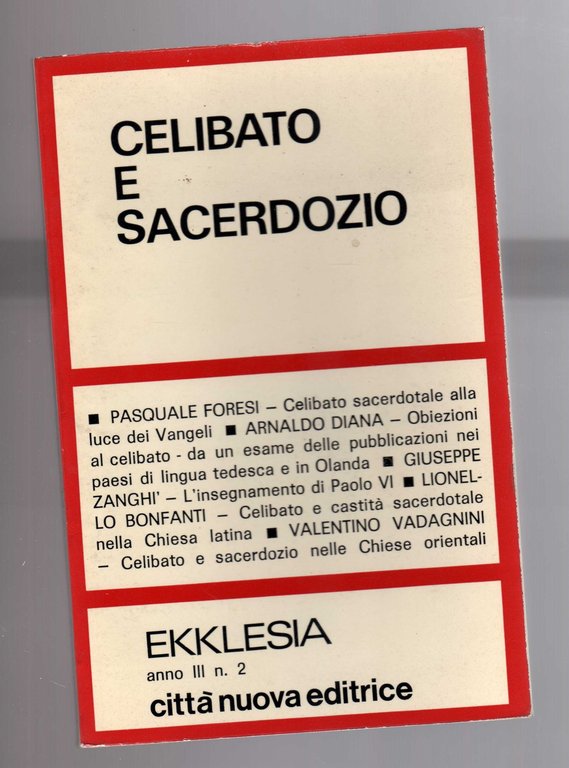 CELIBATO
E
SACERDOZIO
■ PASQUALE FORESI – Celibato sacerdotale alla
luce dei Vangeli ■ ARNALDO DIANA – Obiezioni
al celibato - da un esame delle pubblicazioni nei
paesi di lingua tedesca e in Olanda ■ GIUSEPPE
ZANGHI' – L'insegnamento di Paolo VI ■ LIONEL-
LO BONFANTI – Celibato e castità sacerdotale
nella Chiesa latina ■ VALENTINO VADAGNINI
– Celibato e sacerdozio nelle Chiese orientali
EKKLESIA
anno III n. 2
città nuova editrice